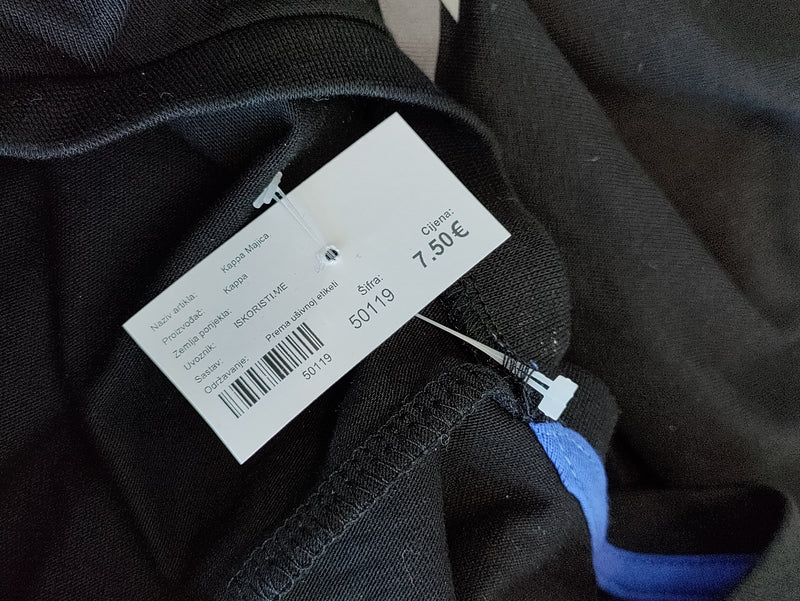 Naziv artikla: Kappa Majica
Proizvođač: Kappa
Zemlja porijekla:
Uvoznik: ISKORISTI.ME
Sastav:
Održavanje: Prema ušivnoj etiketi
50119
Šifra:
50119
Cijena:
7.50€